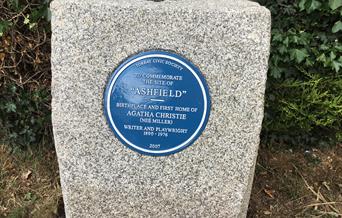 TORBAY CIVIC SOCIETY
TO COMMEMORATE
THE SITE OF
"ASHFIELD"
BIRTHPLACE AND FIRST HOME OF
AGATHA CHRISTIE
(NÉE MILLER)
WRITER AND PLAYWRIGHT
1890 - 1976
2007